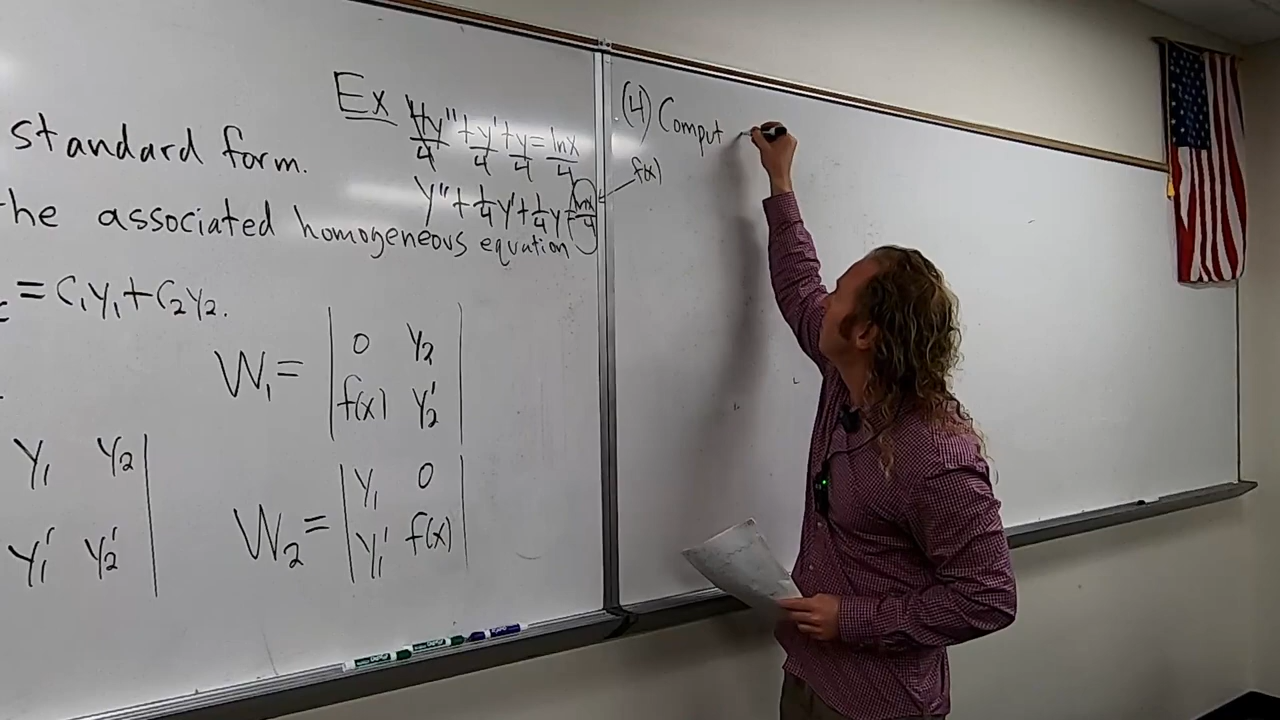 standard form.
Ex 4y''/4 + y'/4 + y/4 = lnx/4
y'' + 1/4 y' + 1/4 y = lnx/4
f(x)
the associated homogeneous equation
c = C₁y₁ + C₂y₂.
W₁ = | 0 y₂ |
| f(x) y₂' |
y₁ y₂ |
y₁' y₂' |
W₂ = | y₁ 0 |
| y₁' f(x) |
(4) Comput